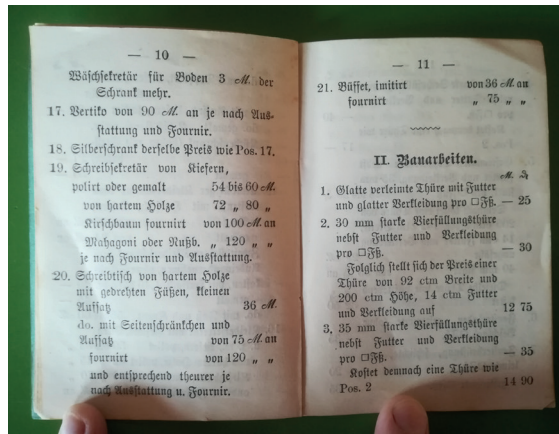 — 10 —
Wäschsekretär für Boden 3 M. der
Schrank mehr.
17. Vertiko von 90 M. an je nach Aus-
stattung und Fournir.
18. Silberschrank derselbe Preis wie Pos. 17.
19. Schreibsekretär von Kiefern,
polirt oder gemalt 54 bis 60 M.
von hartem Holze 72 „ 80 „
Kirschbaum fournirt von 100 M. an
Mahagoni oder Nußb. „ 120 „ „
je nach Fournir und Ausstattung.
20. Schreibtisch von hartem Holze
mit gedrehten Füßen, kleinen
Aufsatz 36 M.
do. mit Seitenschränkchen und
Aufsatz von 75 M. an
fournirt von 120 „ „
und entsprechend theurer je
nach Ausstattung u. Fournir.
— 11 —
21. Büffet, imitirt von 36 M. an
fournirt „ 75 „ „
II. Bauarbeiten.
M. ₰
1. Glatte verleimte Thüre mit Futter
und glatter Verkleidung pro □Fß. — 25
2. 30 mm starke Vierfüllungsthüre
nebst Futter und Verkleidung
pro □Fß. — 30
Folglich stellt sich der Preis einer
Thüre von 92 ctm Breite und
200 ctm Höhe, 14 ctm Futter
und Verkleidung auf 12 75
3, 35 mm starke Vierfüllungsthüre
nebst Futter und Verkleidung
pro □Fß. — 35
Kostet demnach eine Thüre wie
Pos. 2 14 90